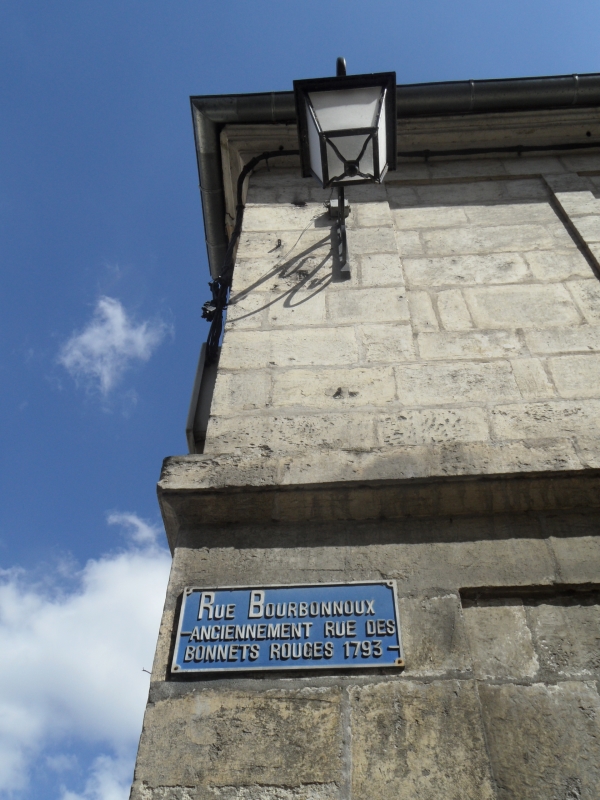 RUE BOURBONNOUX
-ANCIENNEMENT RUE DES
BONNETS ROUGES 1793-